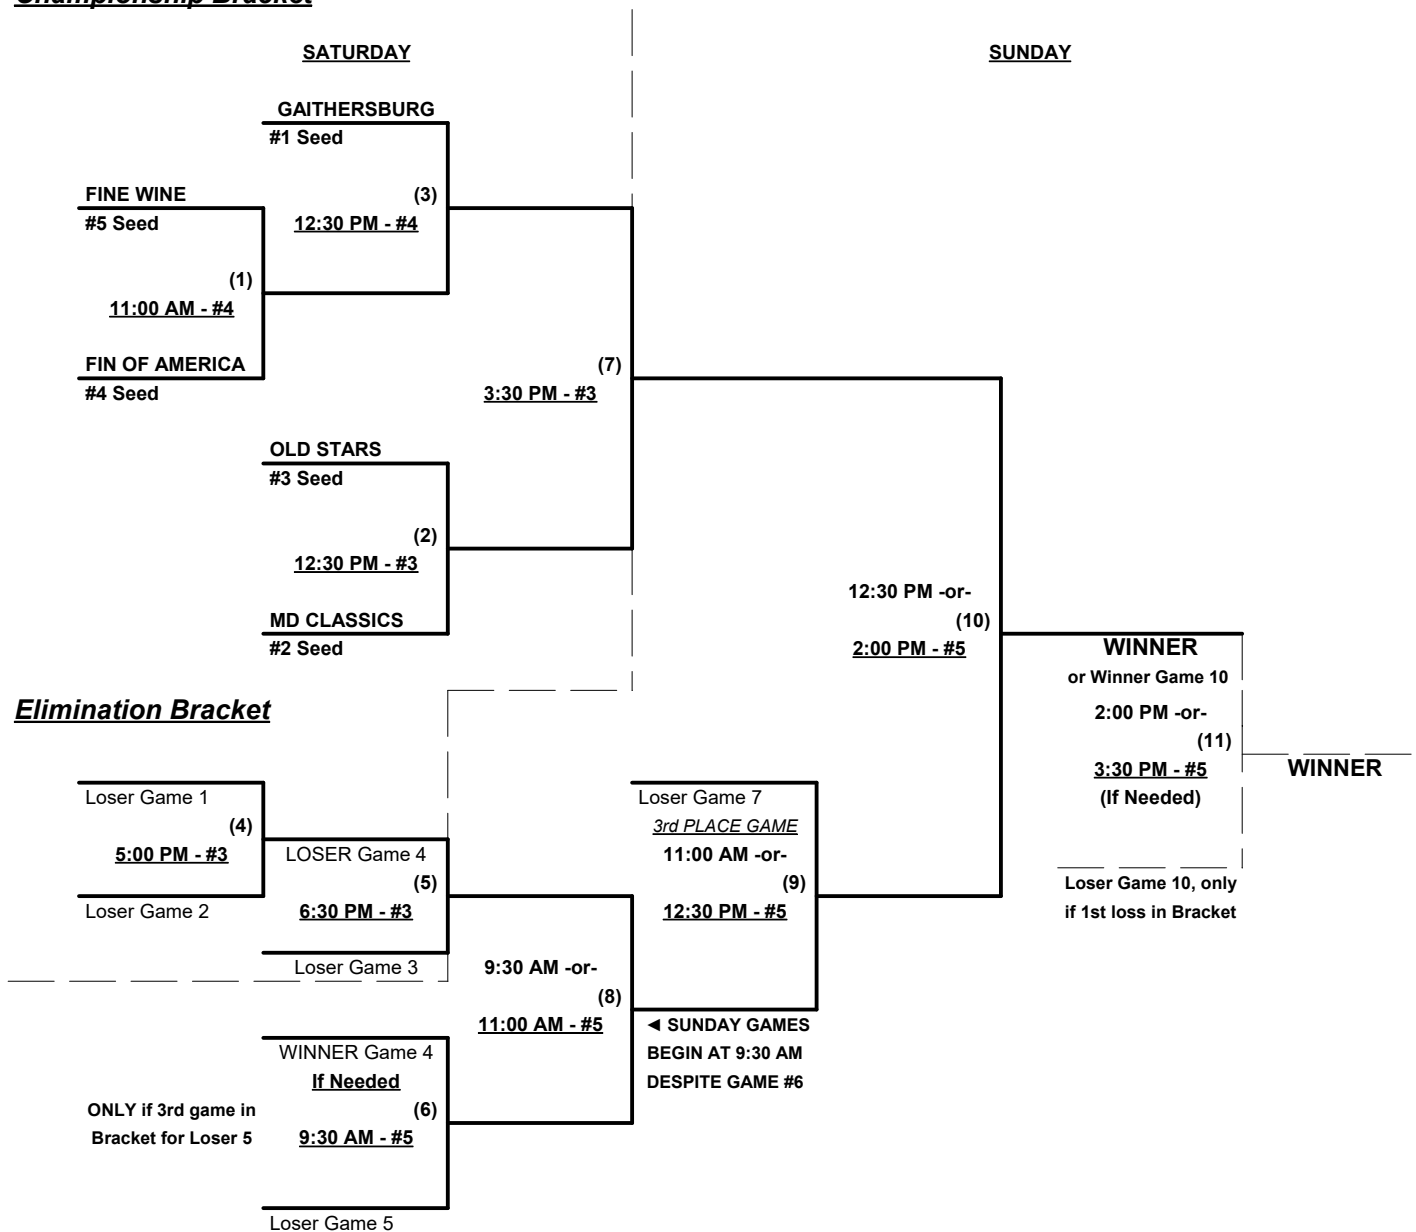 Championship Bracket
SATURDAY
SUNDAY
GAITHERSBURG
#1 Seed
FINE WINE
#5 Seed
(3)
12:30 PM - #4
(1)
11:00 AM - #4
FIN OF AMERICA
#4 Seed
(7)
3:30 PM - #3
OLD STARS
#3 Seed
(2)
12:30 PM - #3
MD CLASSICS
#2 Seed
12:30 PM -or-
(10)
2:00 PM - #5
WINNER
or Winner Game 10
2:00 PM -or-
(11)
3:30 PM - #5
(If Needed)
WINNER
Loser Game 10, only
if 1st loss in Bracket
Elimination Bracket
Loser Game 1
(4)
5:00 PM - #3
Loser Game 2
LOSER Game 4
(5)
6:30 PM - #3
Loser Game 3
Loser Game 7
3rd PLACE GAME
11:00 AM -or-
(9)
12:30 PM - #5
9:30 AM -or-
(8)
11:00 AM - #5
◄ SUNDAY GAMES
BEGIN AT 9:30 AM
DESPITE GAME #6
WINNER Game 4
If Needed
(6)
9:30 AM - #5
ONLY if 3rd game in
Bracket for Loser 5
Loser Game 5